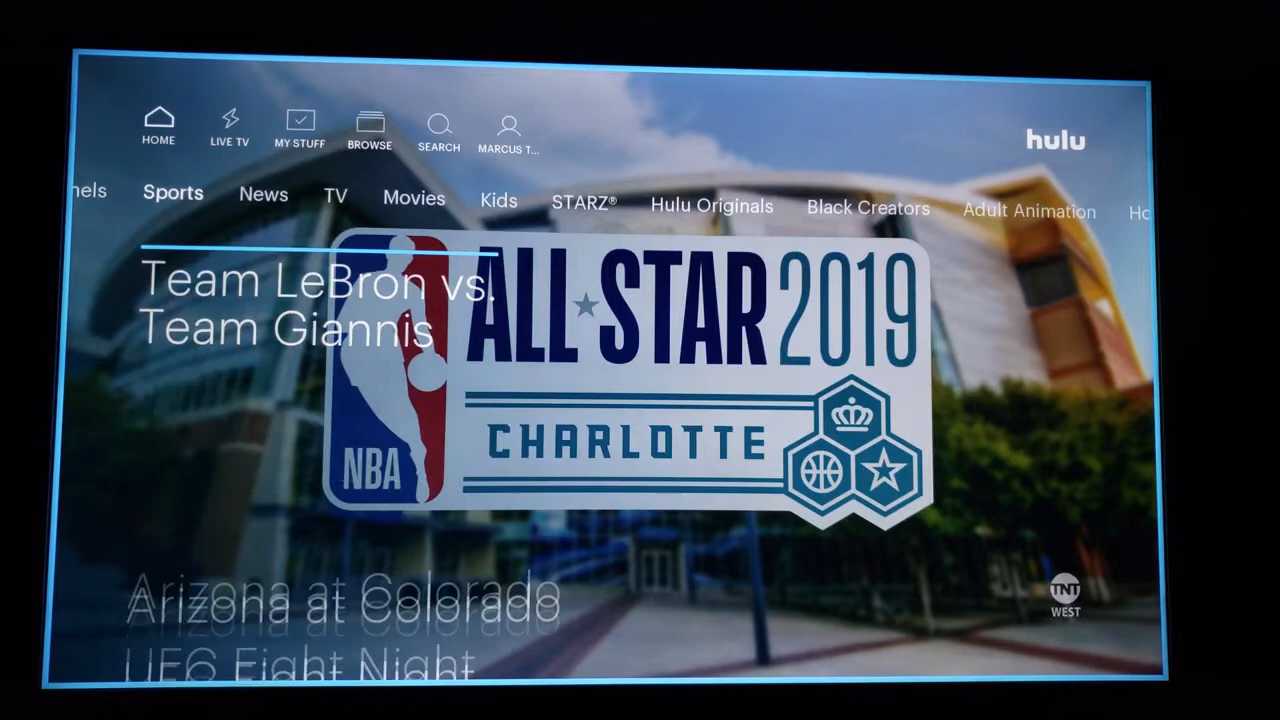 HOME LIVE TV MY STUFF BROWSE SEARCH MARCUS T... hulu
nels Sports News TV Movies Kids STARZ® Hulu Originals Black Creators Adult Animation Ho
Team LeBron vs.
Team Giannis
ALL STAR 2019
CHARLOTTE
NBA
Arizona at Colorado
UFC Fight Night
TNT
WEST